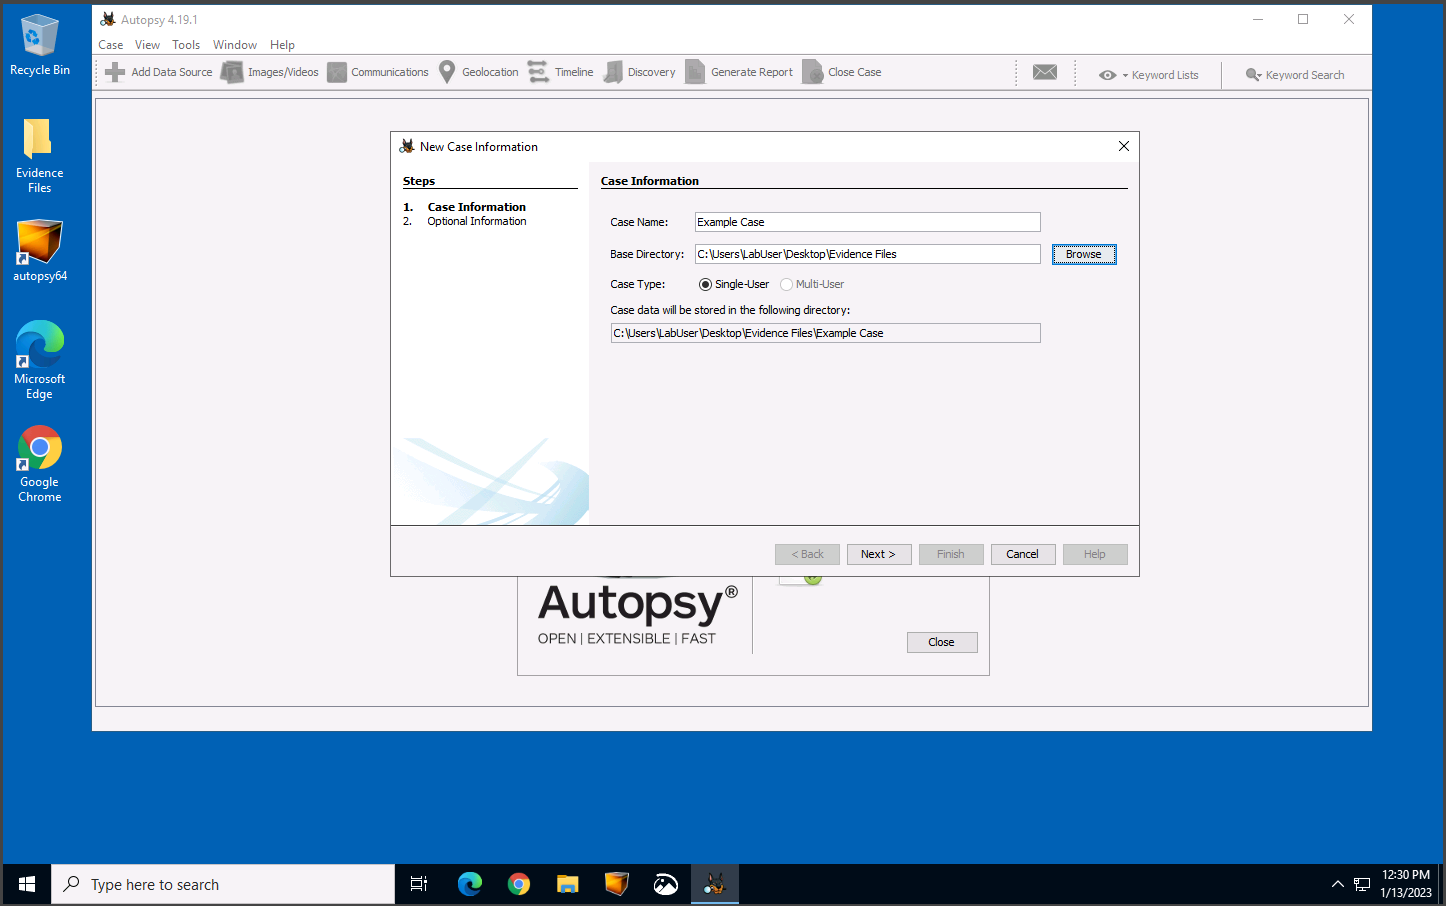 Recycle Bin
Evidence
Files
autopsy64
Microsoft
Edge
Google
Chrome
Autopsy 4.19.1
Case View Tools Window Help
Add Data Source Images/Videos Communications Geolocation Timeline Discovery Generate Report Close Case Keyword Lists Keyword Search
New Case Information
Steps
1. Case Information
2. Optional Information
Case Information
Case Name: Example Case
Base Directory: C:\Users\LabUser\Desktop\Evidence Files Browse
Case Type: Single-User Multi-User
Case data will be stored in the following directory:
C:\Users\LabUser\Desktop\Evidence Files\Example Case
< Back Next > Finish Cancel Help
Autopsy®
OPEN | EXTENSIBLE | FAST
Close
Type here to search
12:30 PM
1/13/2023